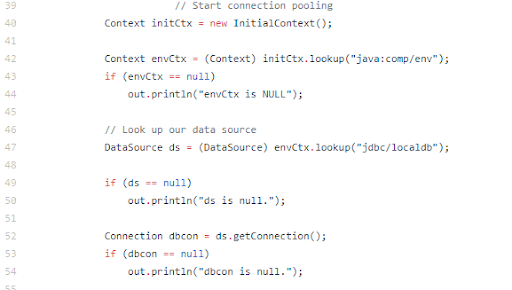 39 // Start connection pooling
40 Context initCtx = new InitialContext();
41
42 Context envCtx = (Context) initCtx.lookup("java:comp/env");
43 if (envCtx == null)
44 out.println("envCtx is NULL");
45
46 // Look up our data source
47 DataSource ds = (DataSource) envCtx.lookup("jdbc/localdb");
48
49 if (ds == null)
50 out.println("ds is null.");
51
52 Connection dbcon = ds.getConnection();
53 if (dbcon == null)
54 out.println("dbcon is null.");
55